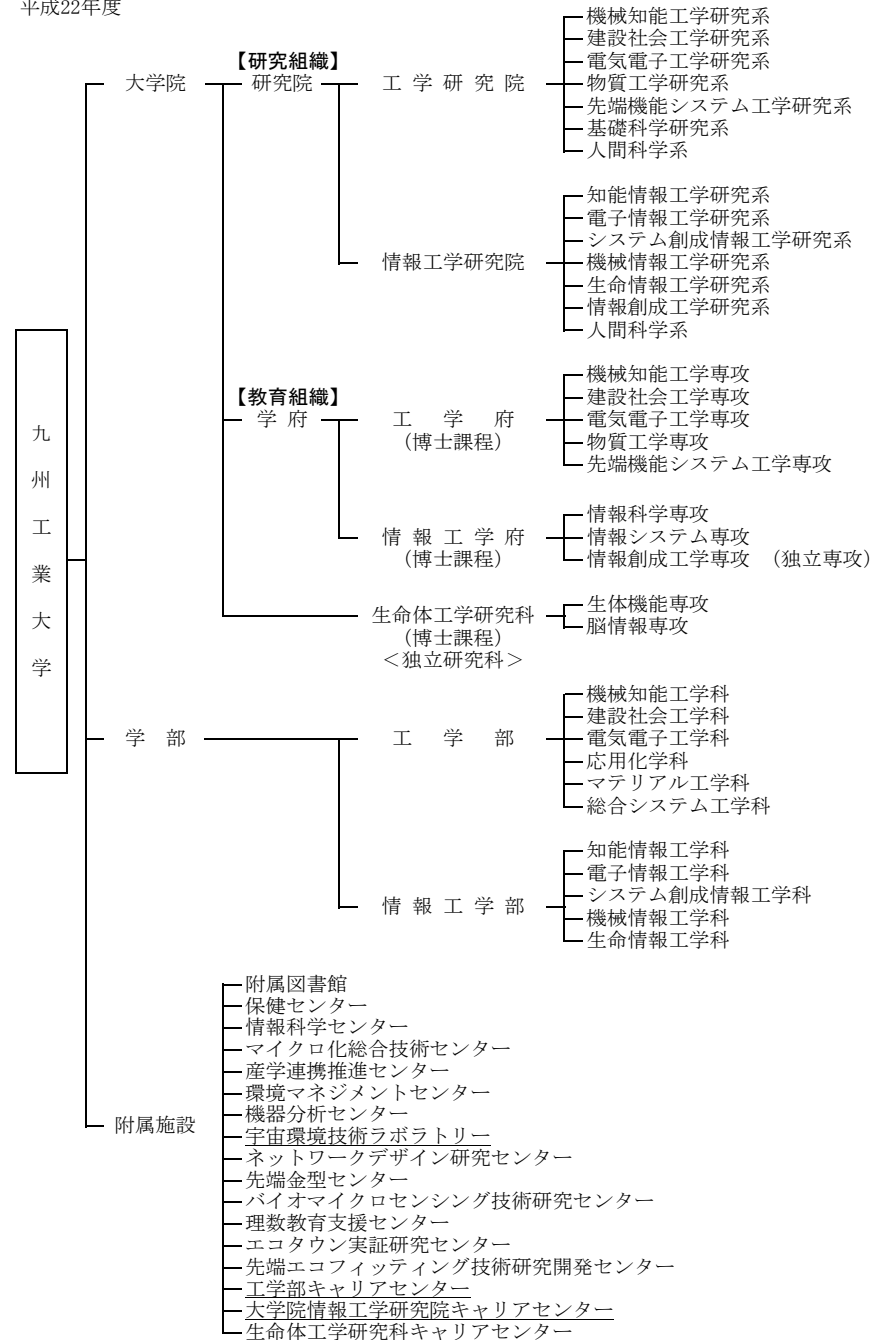 平成22年度
九州工業大学
大学院
【研究組織】
研究院
工学研究院
機械知能工学研究系
建設社会工学研究系
電気電子工学研究系
物質工学研究系
先端機能システム工学研究系
基礎科学研究系
人間科学系
情報工学研究院
知能情報工学研究系
電子情報工学研究系
システム創成情報工学研究系
機械情報工学研究系
生命情報工学研究系
情報創成工学研究系
人間科学系
【教育組織】
学府
工学府
(博士課程)
機械知能工学専攻
建設社会工学専攻
電気電子工学専攻
物質工学専攻
先端機能システム工学専攻
情報工学府
(博士課程)
情報科学専攻
情報システム専攻
情報創成工学専攻 (独立専攻)
生命体工学研究科
(博士課程)
<独立研究科>
生体機能専攻
脳情報専攻
学部
工学部
機械知能工学科
建設社会工学科
電気電子工学科
応用化学科
マテリアル工学科
総合システム工学科
情報工学部
知能情報工学科
電子情報工学科
システム創成情報工学科
機械情報工学科
生命情報工学科
附属施設
附属図書館
保健センター
情報科学センター
マイクロ化総合技術センター
産学連携推進センター
環境マネジメントセンター
機器分析センター
宇宙環境技術ラボラトリー
ネットワークデザイン研究センター
先端金型センター
バイオマイクロセンシング技術研究センター
理数教育支援センター
エコタウン実証研究センター
先端エコフィッティング技術研究開発センター
工学部キャリアセンター
大学院情報工学研究院キャリアセンター
生命体工学研究科キャリアセンター